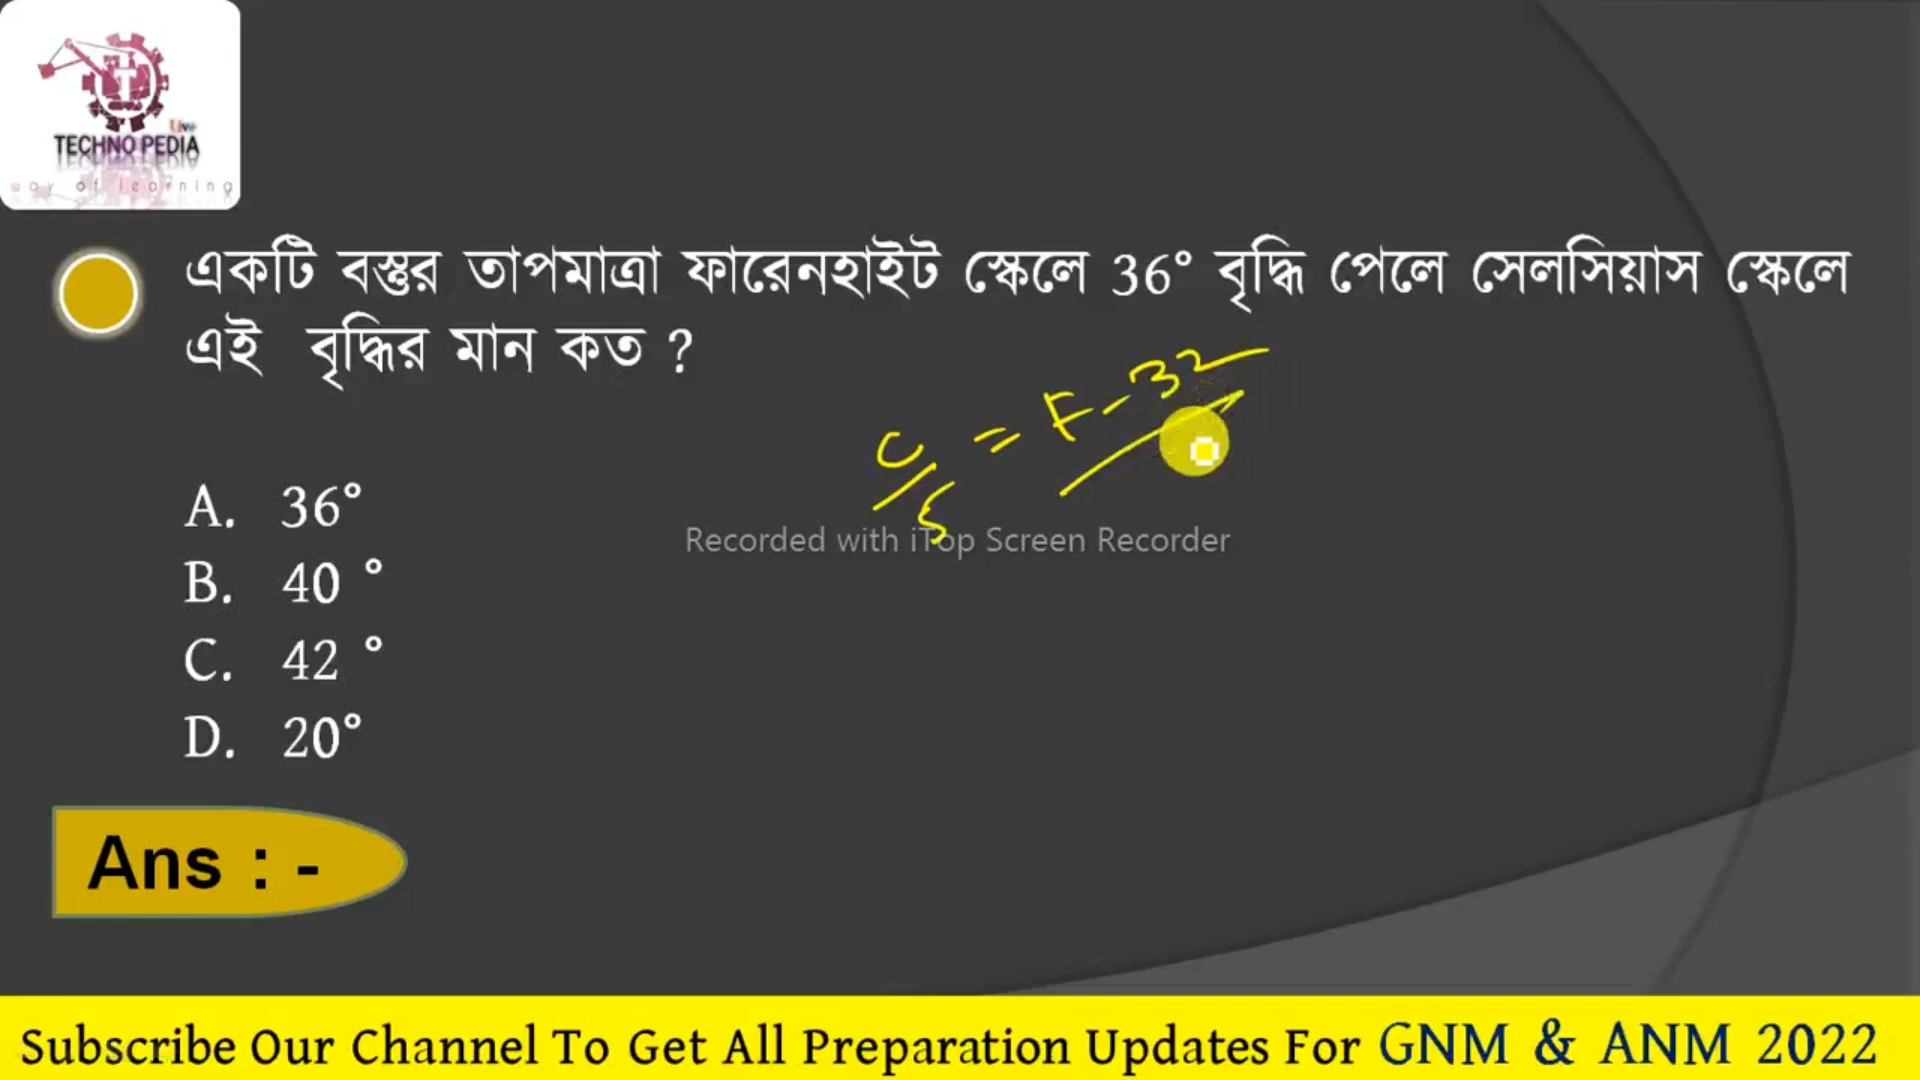 Live
TECHNO PEDIA
way of learning
একটি বস্তুর তাপমাত্রা ফারেনহাইট স্কেলে 36° বৃদ্ধি পেলে সেলসিয়াস স্কেলে
এই বৃদ্ধির মান কত ?
C/5 = F-32
Recorded with iTop Screen Recorder
A. 36°
B. 40 °
C. 42 °
D. 20°
Ans : -
Subscribe Our Channel To Get All Preparation Updates For GNM & ANM 2022